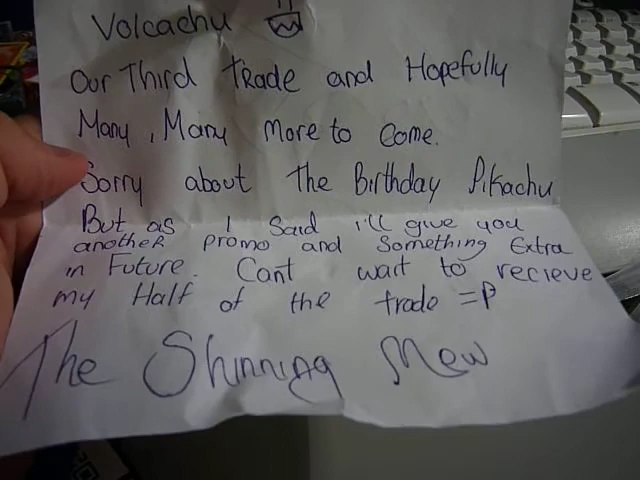 Volcachu
Our Third Trade and Hopefully
Many, Many more to come.
Sorry about the Birthday Pikachu
But as I Said i'll give you
another promo and Something Extra
in Future. Cant wait to recieve
my Half of the trade =P
The Shinning Mew